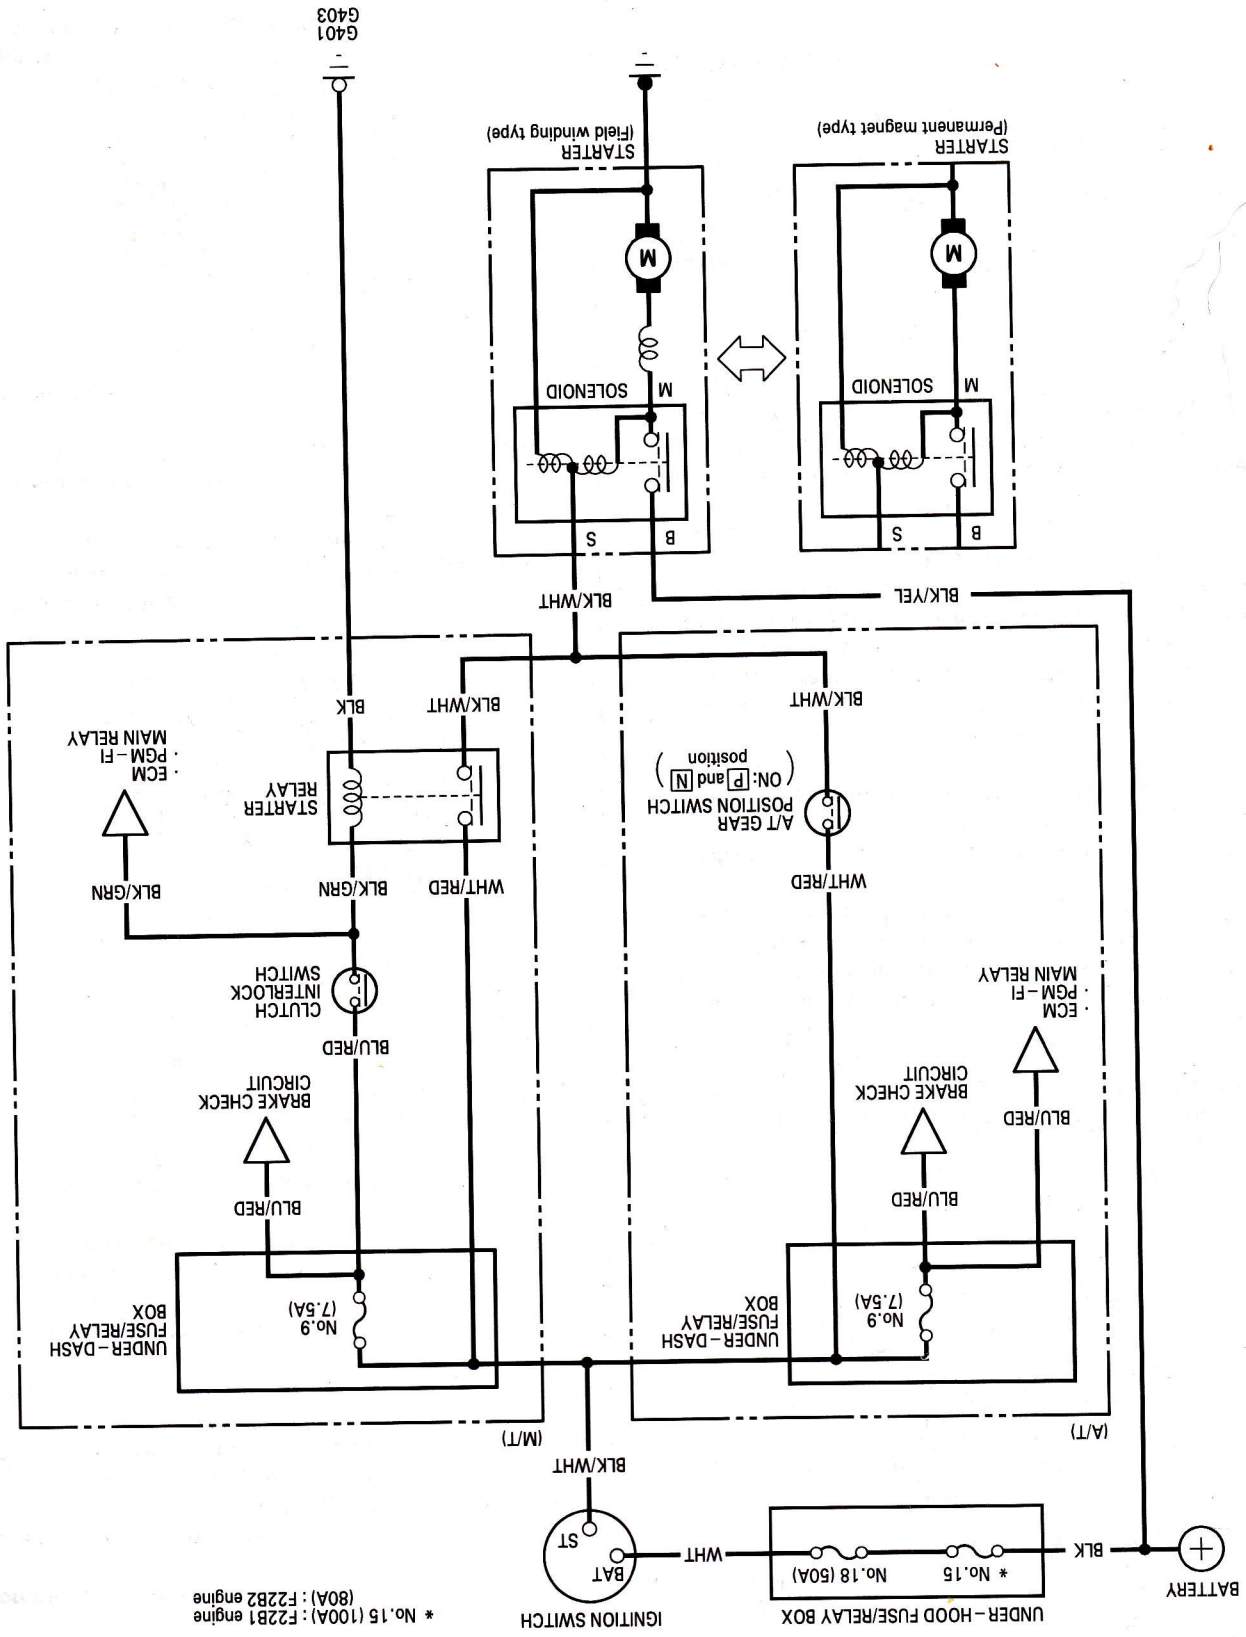 BATTERY
BLK
UNDER-HOOD FUSE/RELAY BOX
* No.15
No.18 (50A)
WHT
IGNITION SWITCH
BAT
ST
* No.15 (100A) : F22B1 engine
(80A) : F22B2 engine
BLK/WHT
(A/T)
(M/T)
UNDER-DASH
FUSE/RELAY
BOX
No.9
(7.5A)
UNDER-DASH
FUSE/RELAY
BOX
No.9
(7.5A)
BLU/RED
BLU/RED
BLU/RED
BRAKE CHECK
CIRCUIT
· ECM
· PGM-FI
MAIN RELAY
BRAKE CHECK
CIRCUIT
BLU/RED
CLUTCH
INTERLOCK
SWITCH
WHT/RED
WHT/RED
BLK/GRN
BLK/GRN
A/T GEAR
POSITION SWITCH
(ON: P and N
position)
STARTER
RELAY
· ECM
· PGM-FI
MAIN RELAY
BLK/WHT
BLK/WHT
BLK
BLK/YEL
BLK/WHT
B
S
M
SOLENOID
M
STARTER
(Permanent magnet type)
B
S
M
SOLENOID
M
STARTER
(Field winding type)
G401
G403